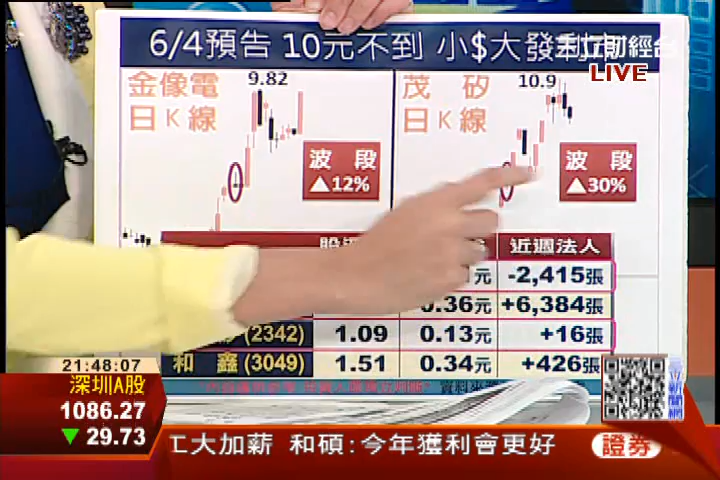 6/4預告 10元不到 小$大發利市
三立財經台
LIVE
金像電
日K線
9.82
波段
▲12%
茂矽
日K線
10.9
波段
▲30%
近週法人
元 -2,415張
0.36元 +6,384張
(2342) 1.09 0.13元 +16張
和鑫(3049) 1.51 0.34元 +426張
21:48:07
深圳A股
1086.27
▼29.73
工大加薪 和碩:今年獲利會更好
證券